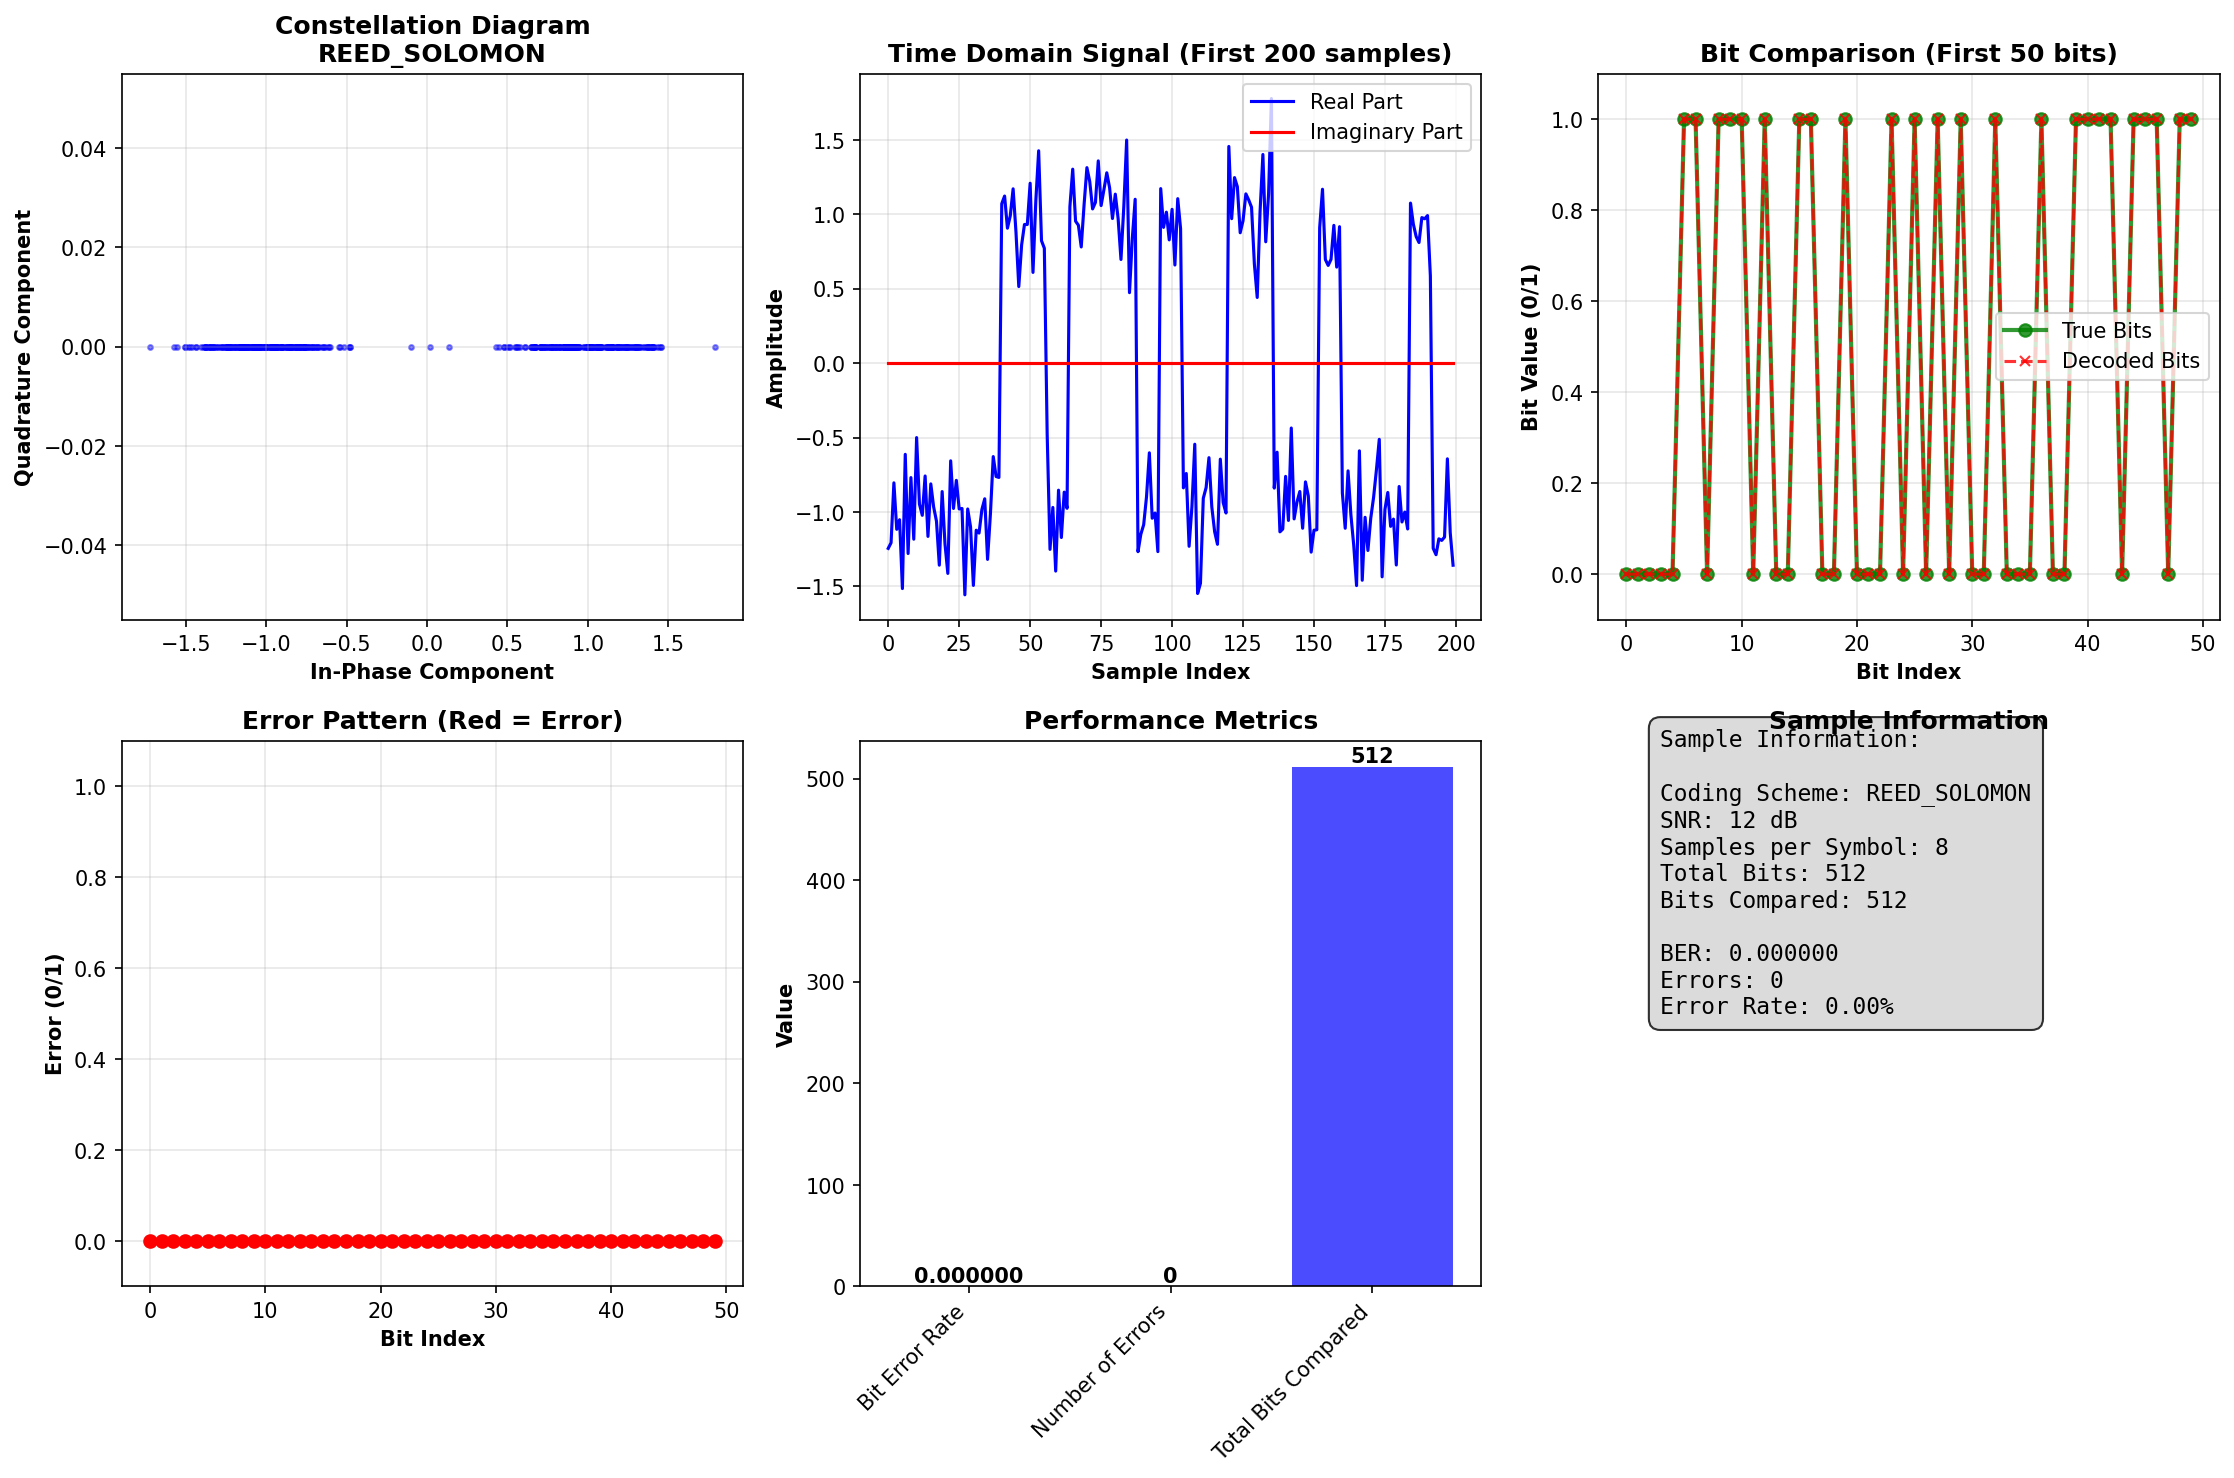 Constellation Diagram
REED_SOLOMON
0.04
0.02
0.00
−0.02
−0.04
Quadrature Component
−1.5
−1.0
−0.5
0.0
0.5
1.0
1.5
In-Phase Component
Time Domain Signal (First 200 samples)
Real Part
Imaginary Part
1.5
1.0
0.5
0.0
−0.5
−1.0
−1.5
Amplitude
0
25
50
75
100
125
150
175
200
Sample Index
Bit Comparison (First 50 bits)
True Bits
Decoded Bits
1.0
0.8
0.6
0.4
0.2
0.0
Bit Value (0/1)
0
10
20
30
40
50
Bit Index
Error Pattern (Red = Error)
1.0
0.8
0.6
0.4
0.2
0.0
Error (0/1)
0
10
20
30
40
50
Bit Index
Performance Metrics
500
400
300
200
100
0
Value
0.000000
0
512
Bit Error Rate
Number of Errors
Total Bits Compared
Sample Information
Sample Information:
Coding Scheme: REED_SOLOMON
SNR: 12 dB
Samples per Symbol: 8
Total Bits: 512
Bits Compared: 512
BER: 0.000000
Errors: 0
Error Rate: 0.00%